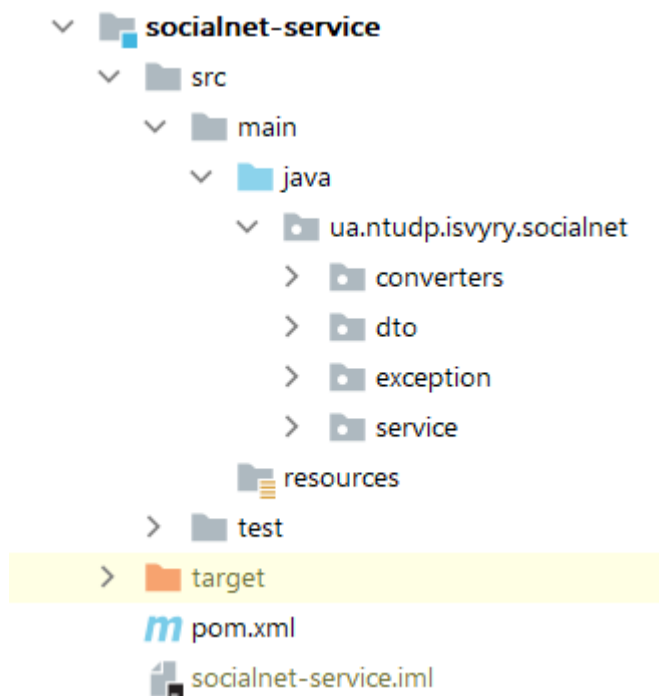 socialnet-service
src
main
java
ua.ntudp.isvyry.socialnet
converters
dto
exception
service
resources
test
target
m pom.xml
socialnet-service.iml